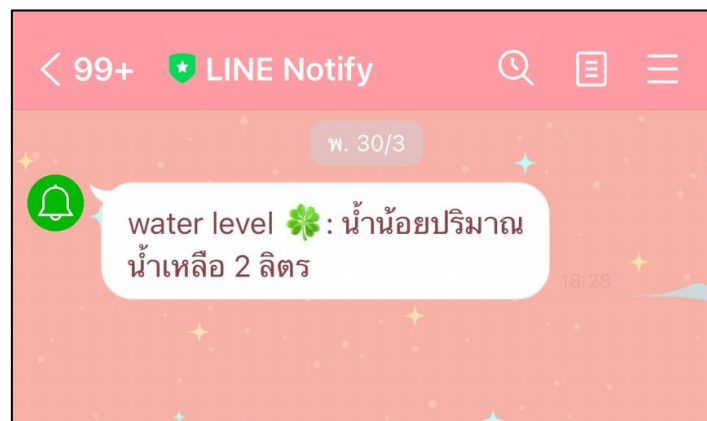 99+ LINE Notify
พ. 30/3
water level 🍀: น้ำน้อยปริมาณ
น้ำเหลือ 2 ลิตร
18:28